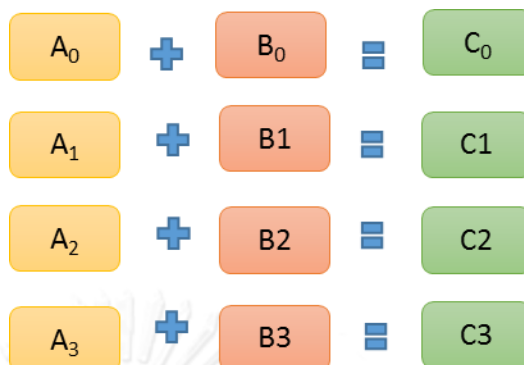 A₀ + B₀ = C₀
A₁ + B1 = C1
A₂ + B2 = C2
A₃ + B3 = C3